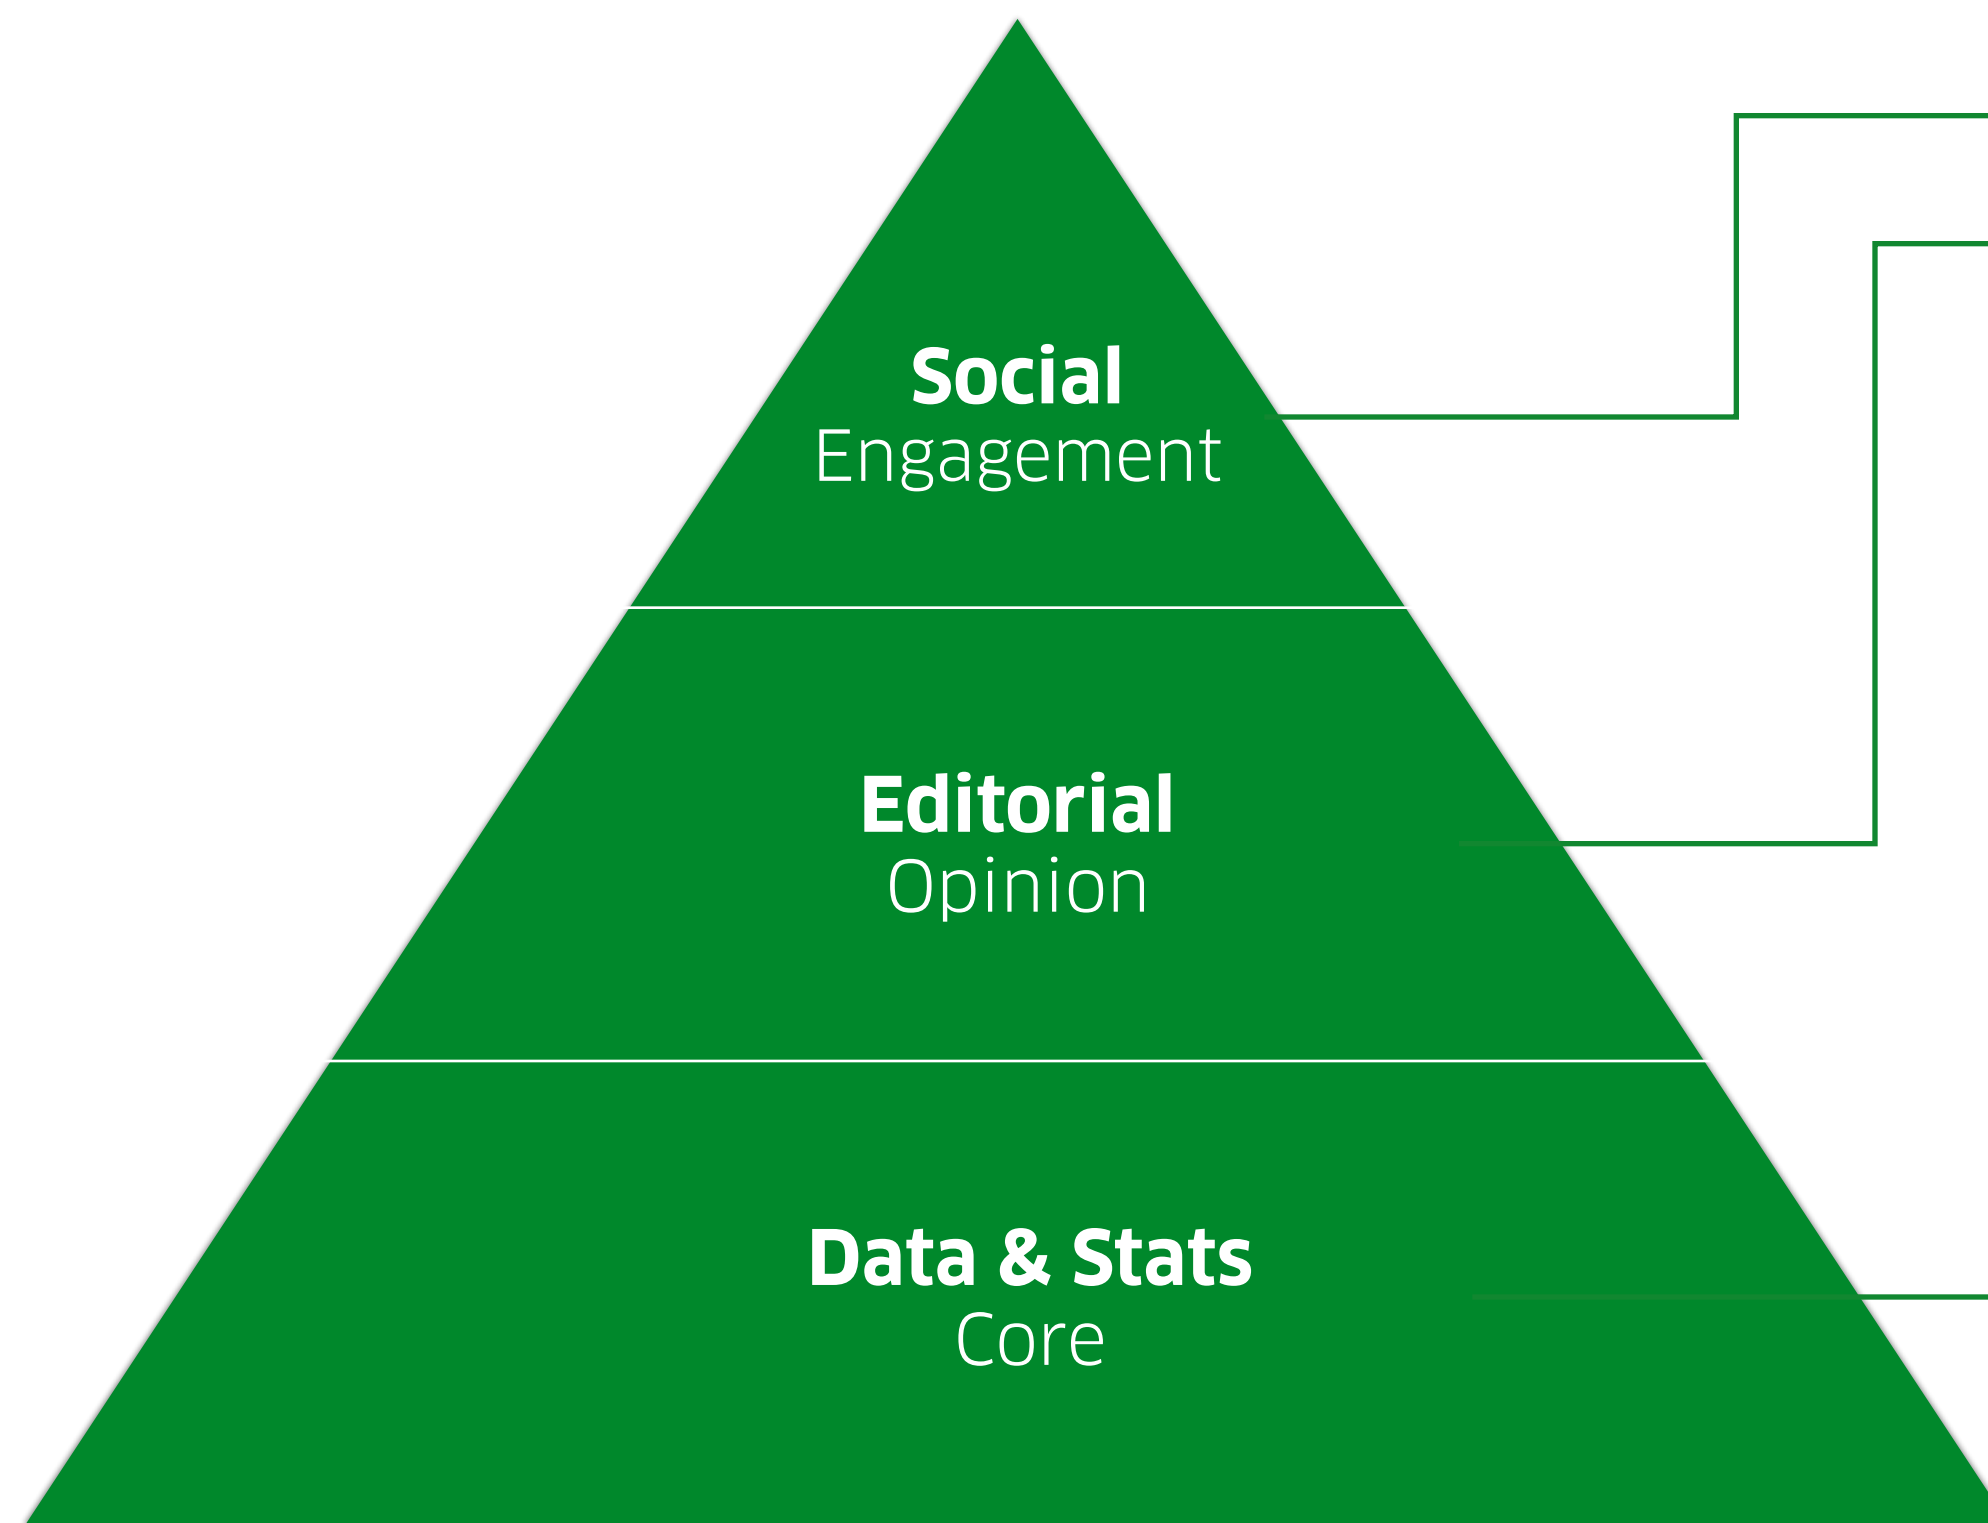 Social
Engagement
Editorial
Opinion
Data & Stats
Core